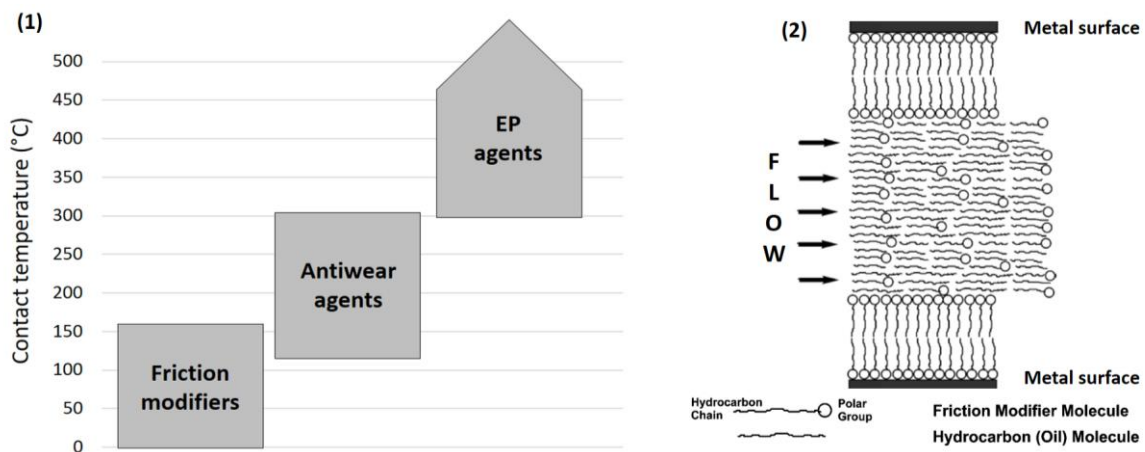 (1)
500
450
400
350
300
250
200
150
100
50
0
Contact temperature (°C)
EP
agents
Antiwear
agents
Friction
modifiers
(2)
Metal surface
F
L
O
W
Metal surface
Hydrocarbon
Chain
Polar
Group
Friction Modifier Molecule
Hydrocarbon (Oil) Molecule